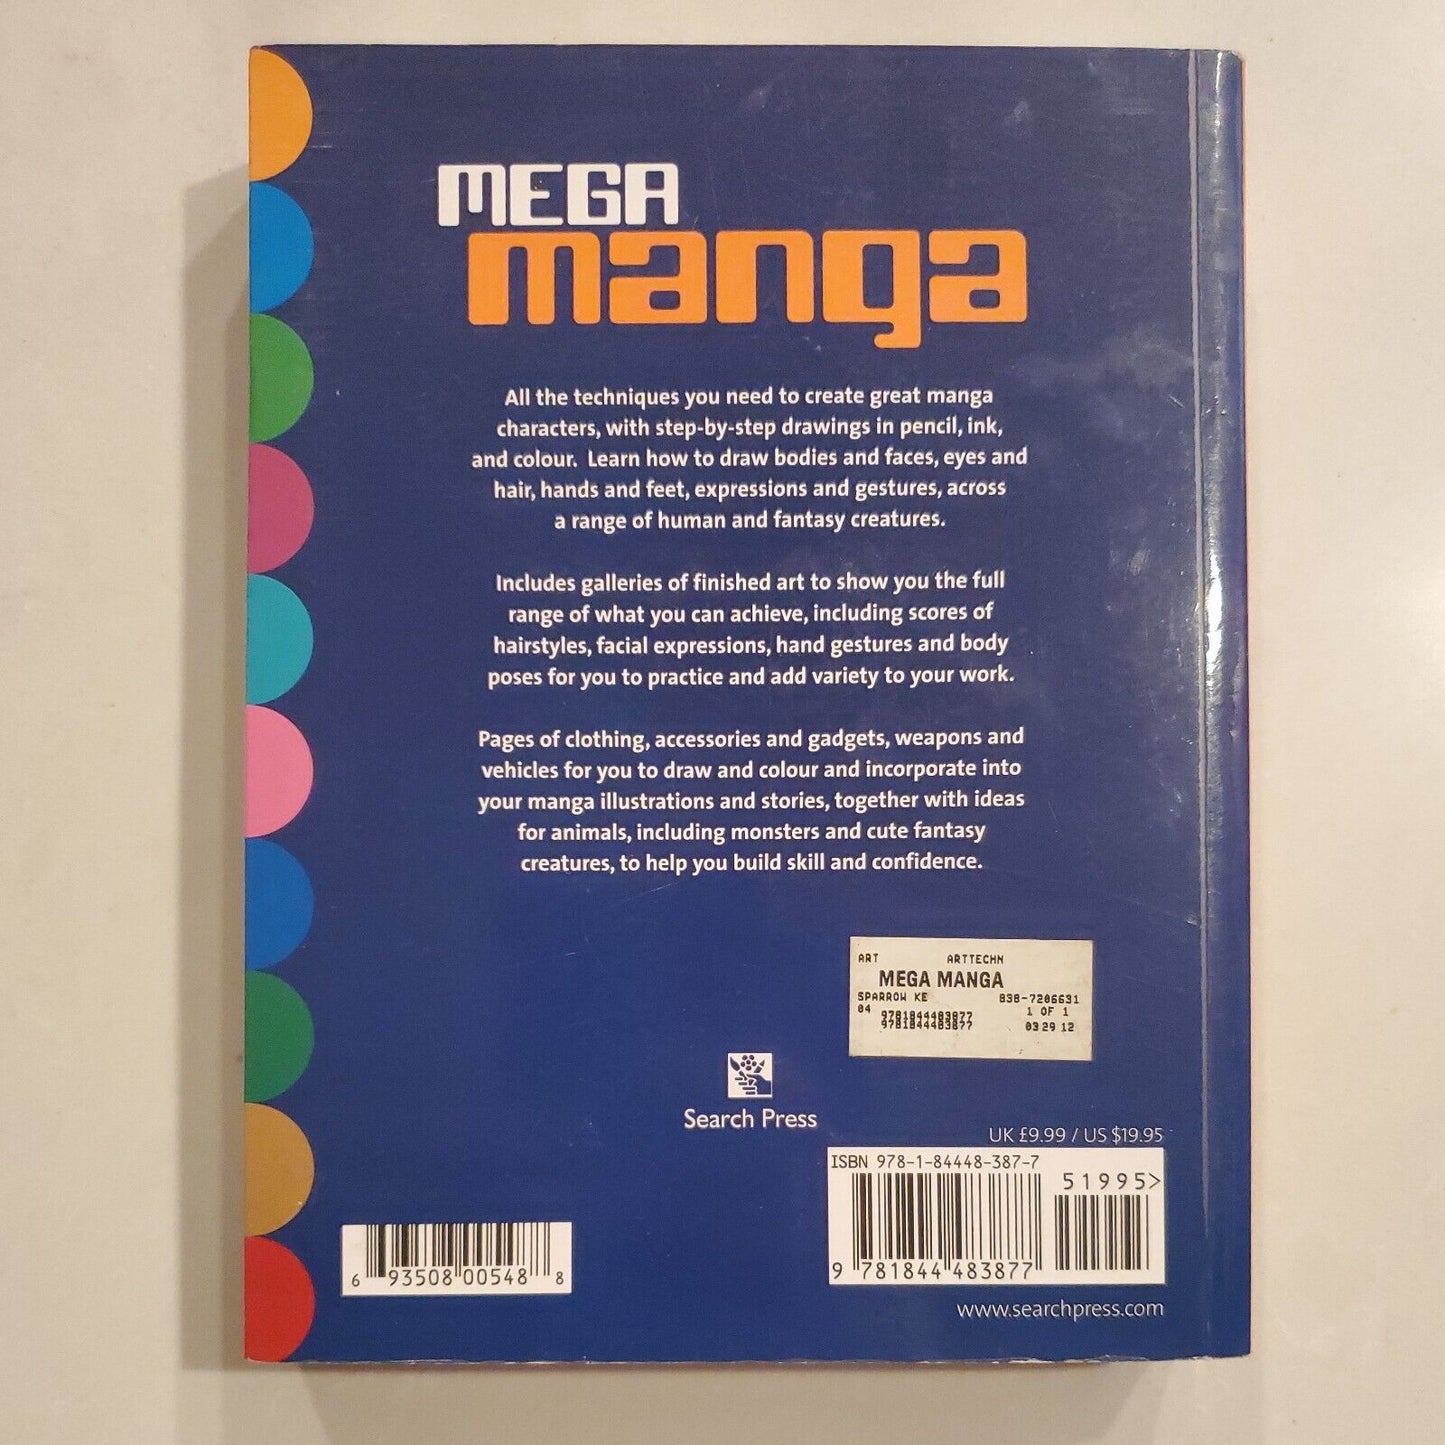 MEGA
manga
All the techniques you need to create great manga
characters, with step-by-step drawings in pencil, ink,
and colour. Learn how to draw bodies and faces, eyes and
hair, hands and feet, expressions and gestures, across
a range of human and fantasy creatures.
Includes galleries of finished art to show you the full
range of what you can achieve, including scores of
hairstyles, facial expressions, hand gestures and body
poses for you to practice and add variety to your work.
Pages of clothing, accessories and gadgets, weapons and
vehicles for you to draw and colour and incorporate into
your manga illustrations and stories, together with ideas
for animals, including monsters and cute fantasy
creatures, to help you build skill and confidence.
ART ARTTECHN
MEGA MANGA
SPARROW KE B3B-7206631
04 9781844483877 1 OF 1
9781844483877 03 29 12
Search Press
UK £9.99 / US $19.95
ISBN 978-1-84448-387-7
51995>
9 781844 483877
6 93508 00548 8
www.searchpress.com